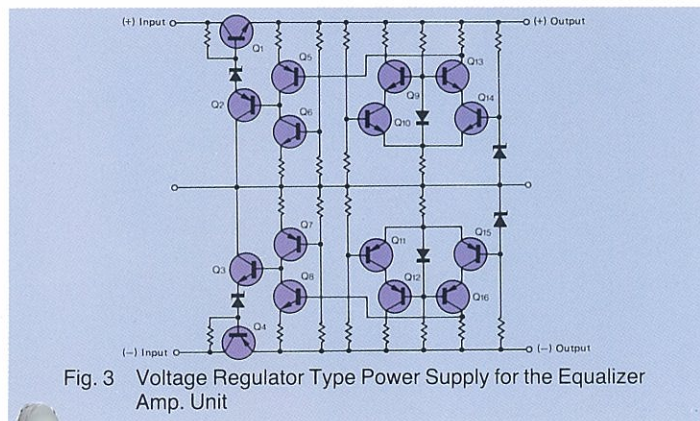 (+) Input
(+) Output
Q1
Q5
Q13
Q2
Q9
Q14
Q6
Q10
Q7
Q11
Q15
Q3
Q8
Q12
Q16
Q4
(−) Input
(−) Output
Fig. 3 Voltage Regulator Type Power Supply for the Equalizer
Amp. Unit